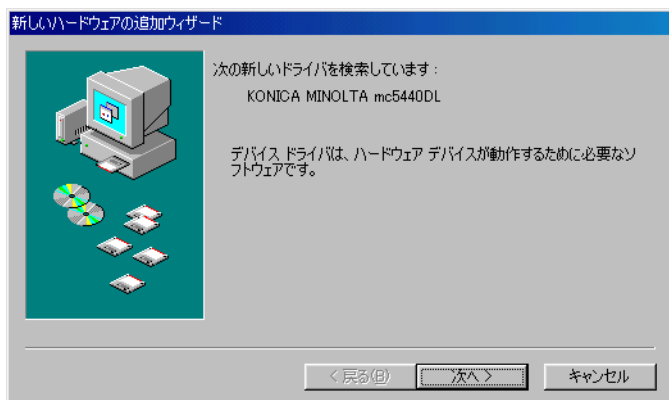 新しいハードウェアの追加ウィザード
次の新しいドライバを検索しています：
KONICA MINOLTA mc5440DL
デバイス ドライバは、ハードウェア デバイスが動作するために必要なソ
フトウェアです。
< 戻る(B)
次へ >
キャンセル